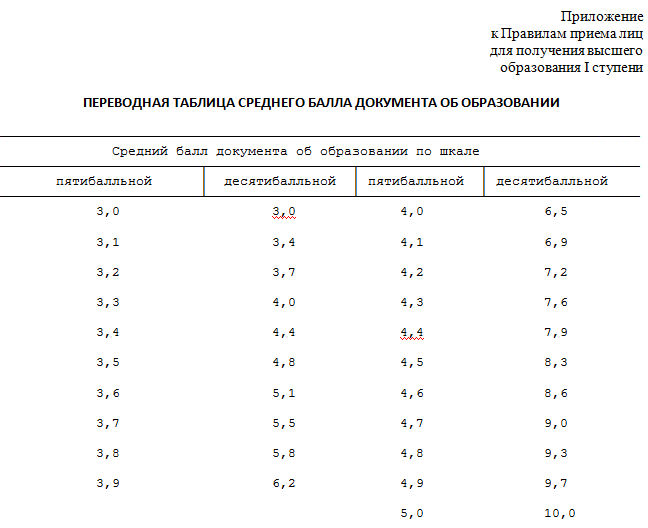 Приложение
к Правилам приема лиц
для получения высшего
образования I ступени
ПЕРЕВОДНАЯ ТАБЛИЦА СРЕДНЕГО БАЛЛА ДОКУМЕНТА ОБ ОБРАЗОВАНИИ
Средний балл документа об образовании по шкале
пятибалльной десятибалльной пятибалльной десятибалльной
3,0 3,0 4,0 6,5
3,1 3,4 4,1 6,9
3,2 3,7 4,2 7,2
3,3 4,0 4,3 7,6
3,4 4,4 4,4 7,9
3,5 4,8 4,5 8,3
3,6 5,1 4,6 8,6
3,7 5,5 4,7 9,0
3,8 5,8 4,8 9,3
3,9 6,2 4,9 9,7
5,0 10,0